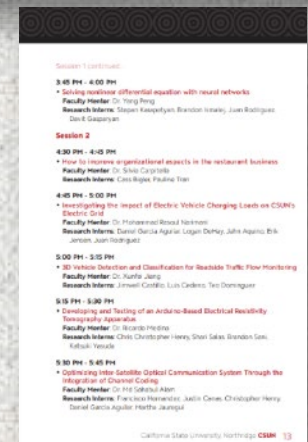 Session 1 continued...
3:45 PM - 4:00 PM
• Solving nonlinear differential equation with neural networks
Faculty Mentor: Dr. Yong Peng
Research Interns: Stepan Kasepotyan, Brandon Ismalej, Juan Rodriguez,
Davit Gasparyan
Session 2
4:30 PM - 4:45 PM
• How to improve organizational aspects in the restaurant business
Faculty Mentor: Dr. Silvia Carpitella
Research Interns: Cass Bigler, Paulina Tran
4:45 PM - 5:00 PM
• Investigating the Impact of Electric Vehicle Charging Loads on CSUN's
Electric Grid
Faculty Mentor: Dr. Mohammad Rasoul Narimani
Research Interns: Daniel Garcia Aguilar, Logan DeHay, John Aquino, Erik
Jensen, Juan Rodriguez
5:00 PM - 5:15 PM
• 3D Vehicle Detection and Classification for Roadside Traffic Flow Monitoring
Faculty Mentor: Dr. Xunfei Jiang
Research Interns: Jimwell Castillo, Luis Cedeno, Teo Dominguez
5:15 PM - 5:30 PM
• Developing and Testing of an Arduino-Based Electrical Resistivity
Tomography Apparatus
Faculty Mentor: Dr. Ricardo Medina
Research Interns: Chris Christopher Henry, Shari Salas, Brandon Soni,
Yasuda
5:30 PM - 5:45 PM
• Optimizing Inter-Satellite Optical Communication System Through the
Integration of Channel Coding
Faculty Mentor: Dr. Md Sahabul Alam
Research Interns: Francisco Hernandez, Justin Cenes, Christopher Henry,
Daniel Garcia Aguilar, Martha Jauregui
California State University, Northridge CSUN 13